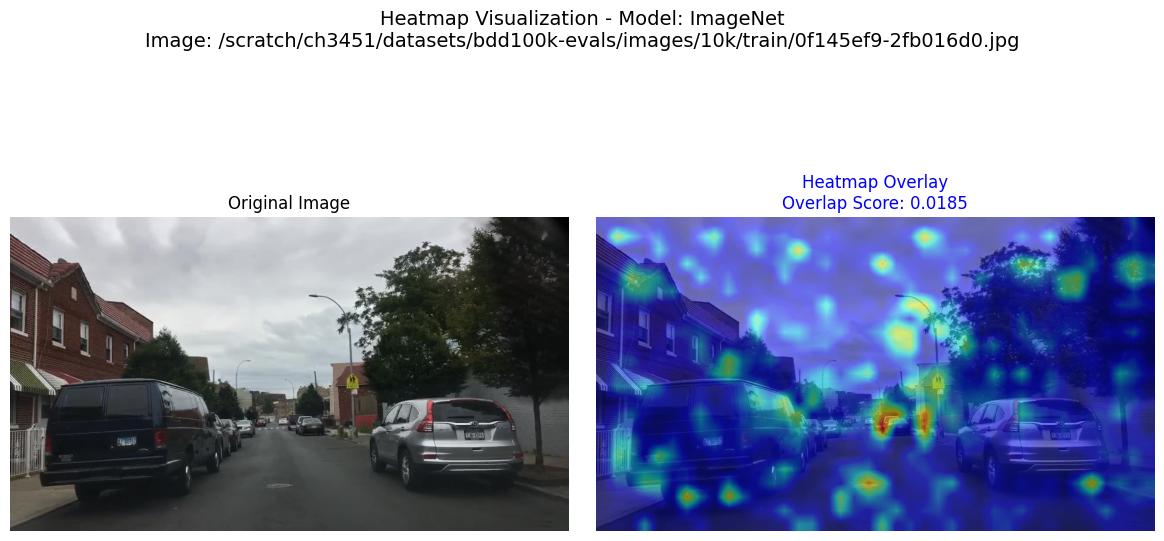 Heatmap Visualization - Model: ImageNet
Image: /scratch/ch3451/datasets/bdd100k-evals/images/10k/train/0f145ef9-2fb016d0.jpg
Original Image
Heatmap Overlay
Overlap Score: 0.0185